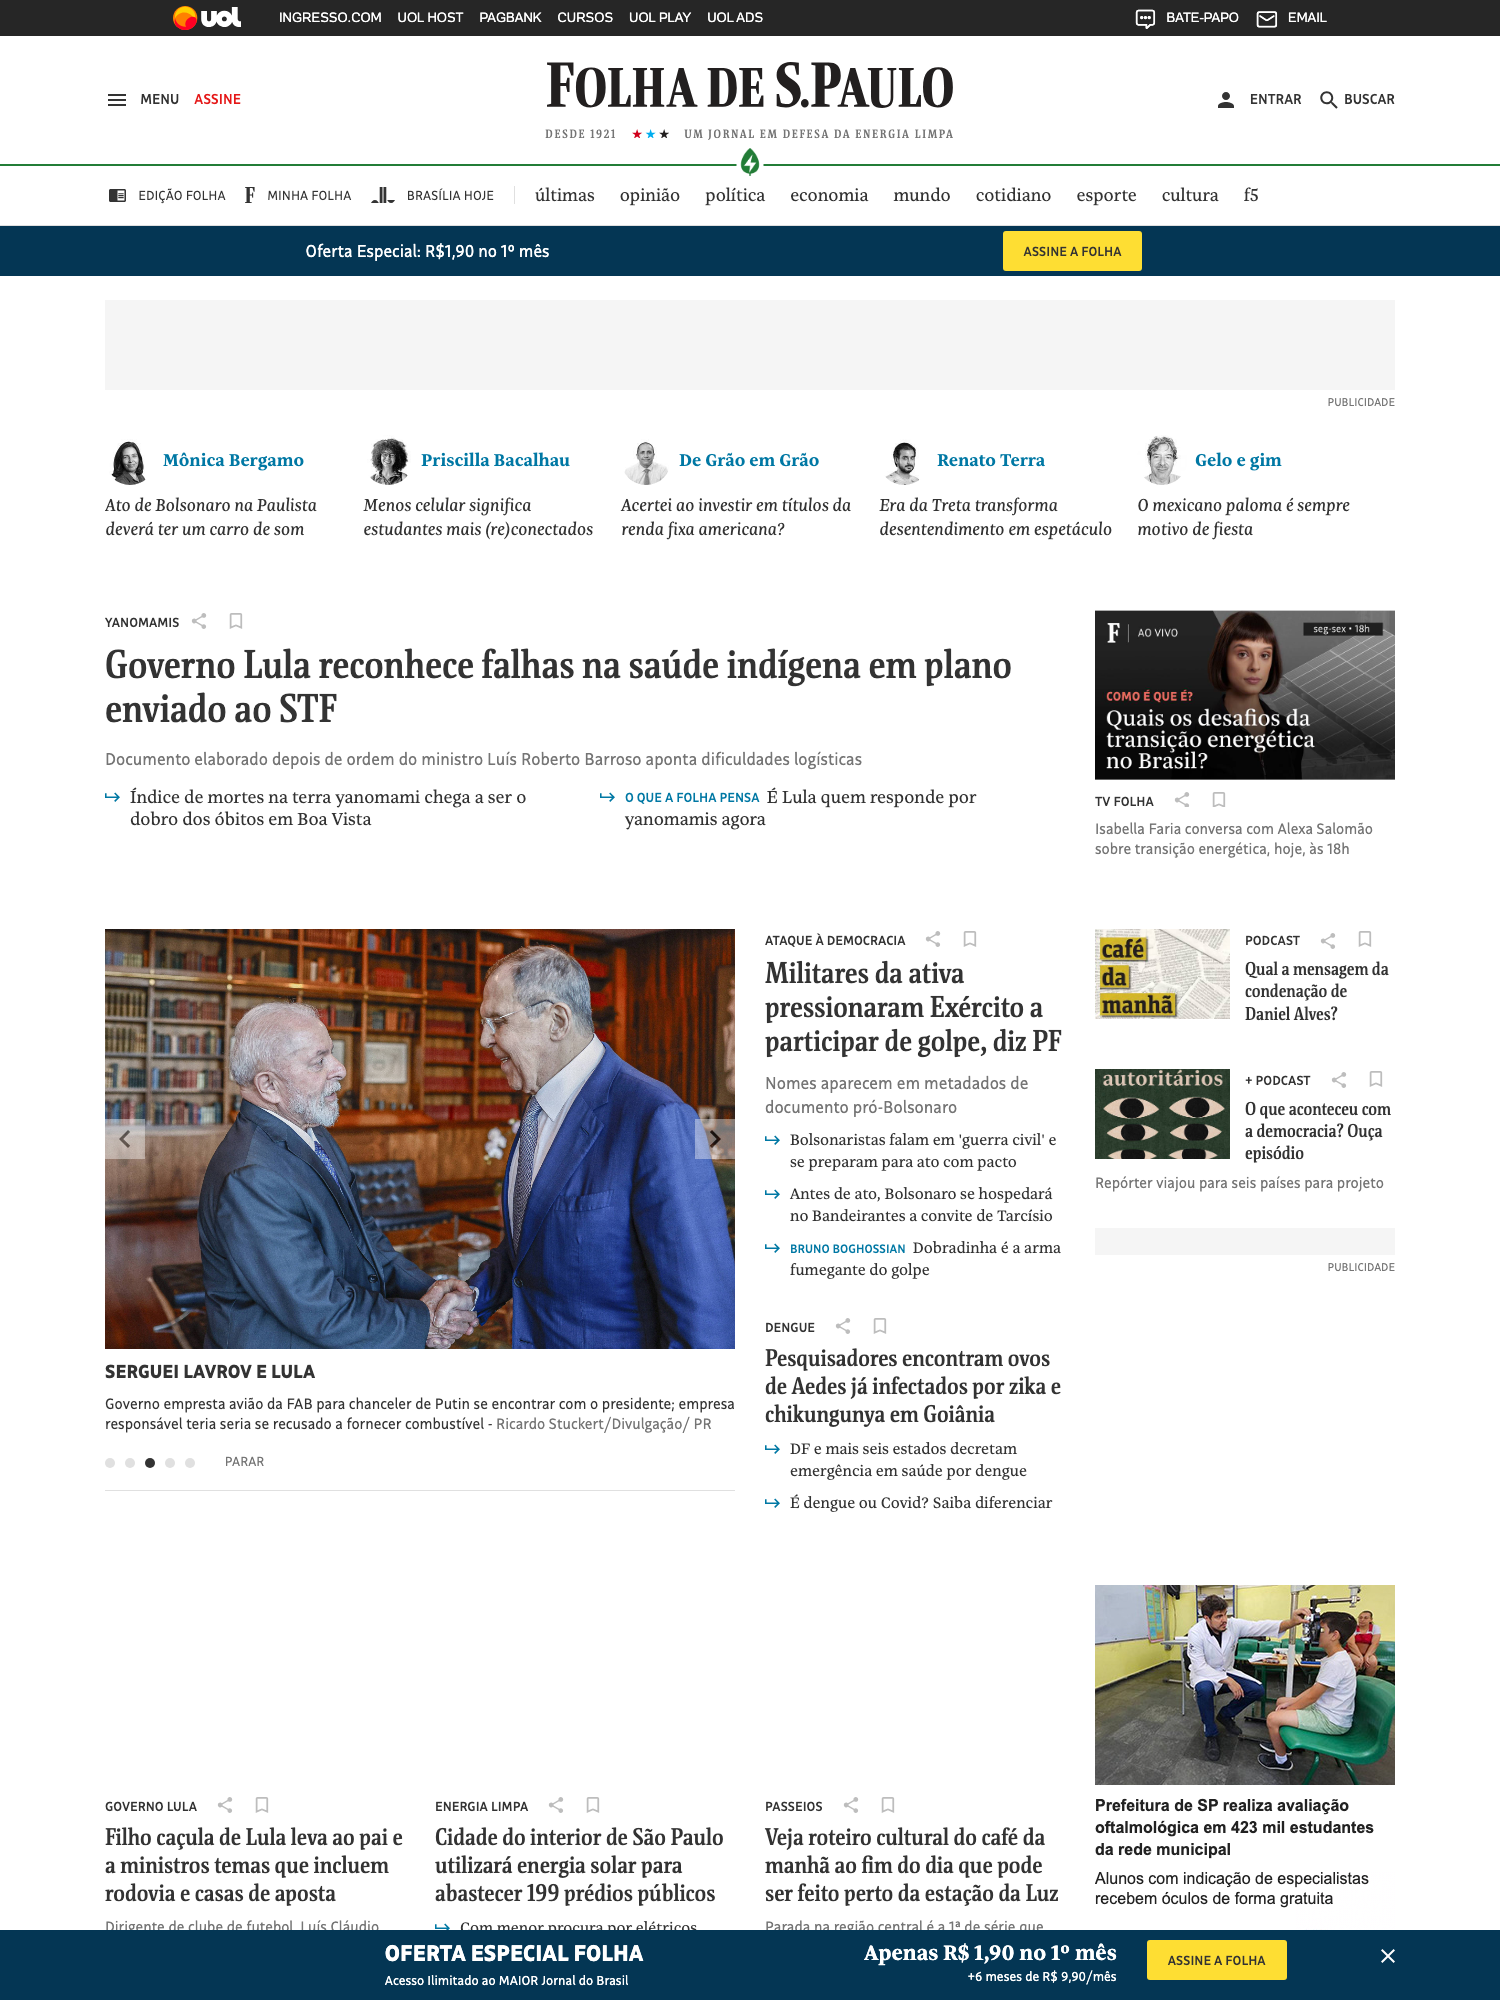 uol INGRESSO.COM UOL HOST PAGBANK CURSOS UOL PLAY UOL ADS BATE-PAPO EMAIL
MENU ASSINE FOLHA DE S.PAULO ENTRAR BUSCAR
DESDE 1921 ★ ★ ★ UM JORNAL EM DEFESA DA ENERGIA LIMPA
EDIÇÃO FOLHA F MINHA FOLHA BRASÍLIA HOJE últimas opinião política economia mundo cotidiano esporte cultura f5
Oferta Especial: R$1,90 no 1º mês ASSINE A FOLHA
PUBLICIDADE
Mônica Bergamo
Ato de Bolsonaro na Paulista
deverá ter um carro de som
Priscilla Bacalhau
Menos celular significa
estudantes mais (re)conectados
De Grão em Grão
Acertei ao investir em títulos da
renda fixa americana?
Renato Terra
Era da Treta transforma
desentendimento em espetáculo
Gelo e gim
O mexicano paloma é sempre
motivo de fiesta
YANOMAMIS
Governo Lula reconhece falhas na saúde indígena em plano
enviado ao STF
Documento elaborado depois de ordem do ministro Luís Roberto Barroso aponta dificuldades logísticas
Índice de mortes na terra yanomami chega a ser o
dobro dos óbitos em Boa Vista
O QUE A FOLHA PENSA É Lula quem responde por
yanomamis agora
F AO VIVO seg-sex • 18h
COMO É QUE É?
Quais os desafios da
transição energética
no Brasil?
TV FOLHA
Isabella Faria conversa com Alexa Salomão
sobre transição energética, hoje, às 18h
SERGUEI LAVROV E LULA
Governo empresta avião da FAB para chanceler de Putin se encontrar com o presidente; empresa
responsável teria seria se recusado a fornecer combustível - Ricardo Stuckert/Divulgação/ PR
PARAR
ATAQUE À DEMOCRACIA
Militares da ativa
pressionaram Exército a
participar de golpe, diz PF
Nomes aparecem em metadados de
documento pró-Bolsonaro
Bolsonaristas falam em 'guerra civil' e
se preparam para ato com pacto
Antes de ato, Bolsonaro se hospedará
no Bandeirantes a convite de Tarcísio
BRUNO BOGHOSSIAN Dobradinha é a arma
fumegante do golpe
DENGUE
Pesquisadores encontram ovos
de Aedes já infectados por zika e
chikungunya em Goiânia
DF e mais seis estados decretam
emergência em saúde por dengue
É dengue ou Covid? Saiba diferenciar
café
da
manhã
PODCAST
Qual a mensagem da
condenação de
Daniel Alves?
autoritários
+ PODCAST
O que aconteceu com
a democracia? Ouça
episódio
Repórter viajou para seis países para projeto
PUBLICIDADE
Prefeitura de SP realiza avaliação
oftalmológica em 423 mil estudantes
da rede municipal
Alunos com indicação de especialistas
recebem óculos de forma gratuita
GOVERNO LULA
Filho caçula de Lula leva ao pai e
a ministros temas que incluem
rodovia e casas de aposta
Dirigente de clube de futebol, Luís Cláudio
ENERGIA LIMPA
Cidade do interior de São Paulo
utilizará energia solar para
abastecer 199 prédios públicos
Com menor procura por elétricos
PASSEIOS
Veja roteiro cultural do café da
manhã ao fim do dia que pode
ser feito perto da estação da Luz
Parada na região central é a 1ª de série que
OFERTA ESPECIAL FOLHA
Acesso Ilimitado ao MAIOR Jornal do Brasil
Apenas R$ 1,90 no 1º mês
+6 meses de R$ 9,90/mês
ASSINE A FOLHA